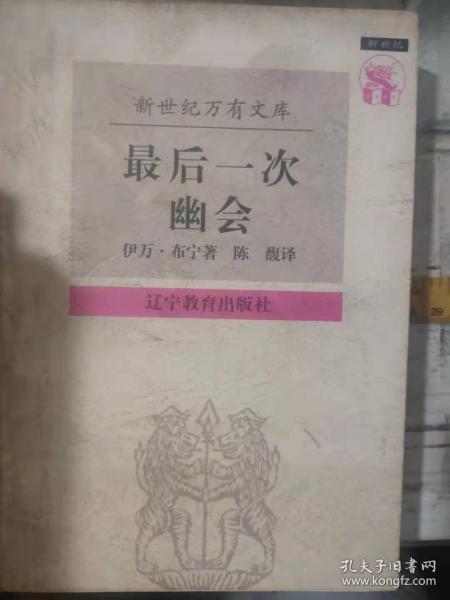 新世纪
新世纪万有文库
最后一次
幽会
伊万·布宁著 陈 馥译
辽宁教育出版社
29
孔夫子旧书网
www.kongfz.com